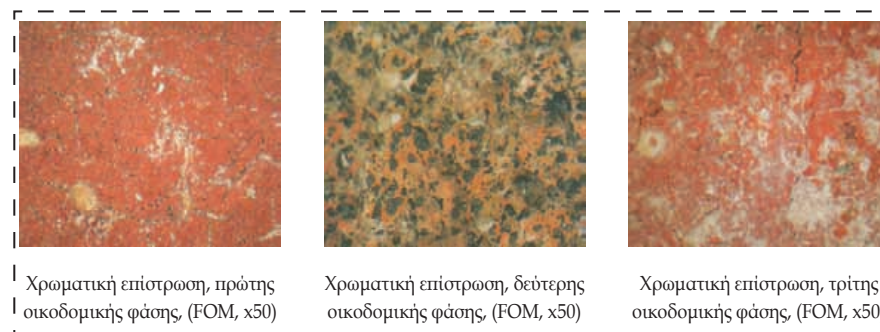 Χρωματική επίστρωση, πρώτης
οικοδομικής φάσης, (FOM, x50)
Χρωματική επίστρωση, δεύτερης
οικοδομικής φάσης, (FOM, x50)
Χρωματική επίστρωση, τρίτης
οικοδομικής φάσης, (FOM, x50